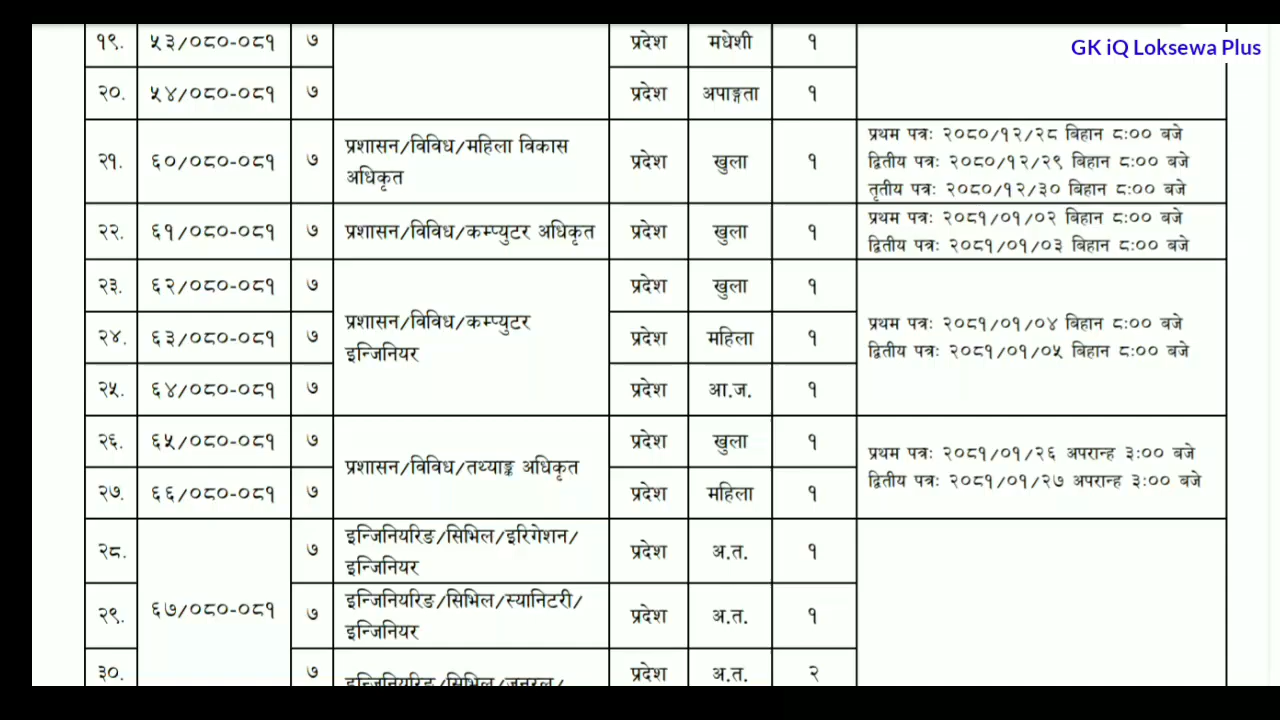 GK iQ Loksewa Plus
१९. ५३/०८०-०८१ ७ प्रदेश मधेशी १
२०. ५४/०८०-०८१ ७ प्रदेश अपाङ्गता १
२१. ६०/०८०-०८१ ७ प्रशासन/विविध/महिला विकास अधिकृत प्रदेश खुला १ प्रथम पत्रः २०८०/१२/२८ बिहान ८:०० बजे
द्वितीय पत्रः २०८०/१२/२९ बिहान ८:०० बजे
तृतीय पत्रः २०८०/१२/३० बिहान ८:०० बजे
२२. ६१/०८०-०८१ ७ प्रशासन/विविध/कम्प्युटर अधिकृत प्रदेश खुला १ प्रथम पत्रः २०८१/०१/०२ बिहान ८:०० बजे
द्वितीय पत्रः २०८१/०१/०३ बिहान ८:०० बजे
२३. ६२/०८०-०८१ ७ प्रदेश खुला १
प्रशासन/विविध/कम्प्युटर
इन्जिनियर
२४. ६३/०८०-०८१ ७ प्रदेश महिला १ प्रथम पत्रः २०८१/०१/०४ बिहान ८:०० बजे
द्वितीय पत्रः २०८१/०१/०५ बिहान ८:०० बजे
२५. ६४/०८०-०८१ ७ प्रदेश आ.ज. १
२६. ६५/०८०-०८१ ७ प्रदेश खुला १ प्रथम पत्रः २०८१/०१/२६ अपरान्ह ३:०० बजे
प्रशासन/विविध/तथ्याङ्क अधिकृत द्वितीय पत्रः २०८१/०१/२७ अपरान्ह ३:०० बजे
२७. ६६/०८०-०८१ ७ प्रदेश महिला १
२८. ७ इन्जिनियरिङ/सिभिल/इरिगेशन/
इन्जिनियर प्रदेश अ.त. १
२९. ६७/०८०-०८१ ७ इन्जिनियरिङ/सिभिल/स्यानिटरी/
इन्जिनियर प्रदेश अ.त. १
३०. ७ इन्जिनियरिङ/सिभिल/जनरल/ प्रदेश अ.त. २